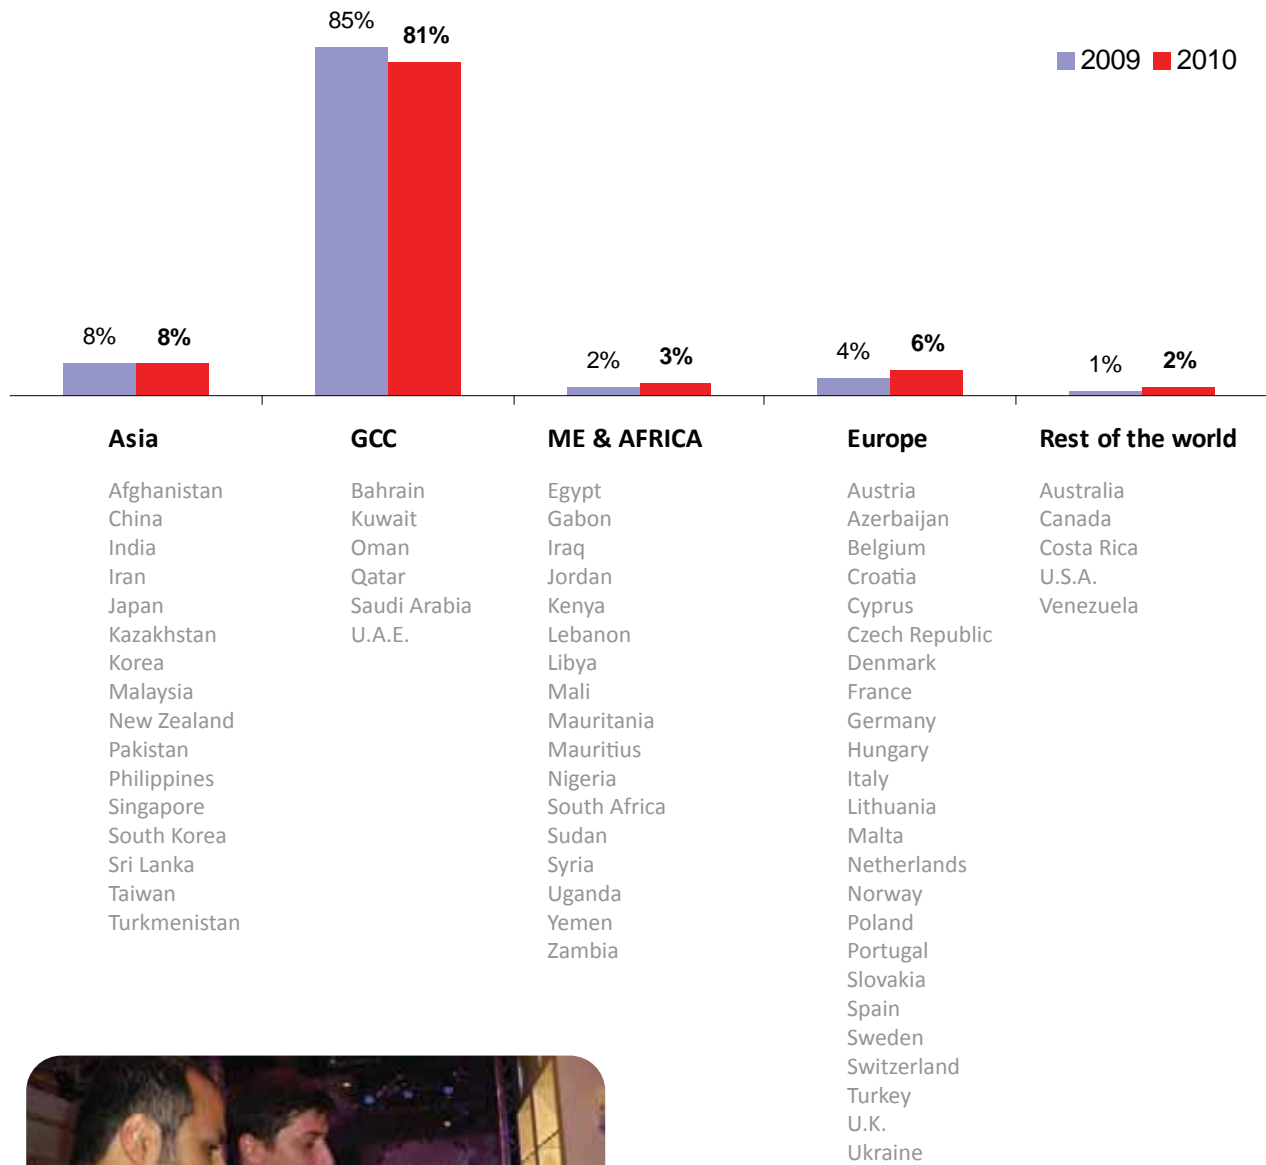 85%
81%
2009 2010
8%
8%
2%
3%
4%
6%
1%
2%
Asia
Afghanistan
China
India
Iran
Japan
Kazakhstan
Korea
Malaysia
New Zealand
Pakistan
Philippines
Singapore
South Korea
Sri Lanka
Taiwan
Turkmenistan
GCC
Bahrain
Kuwait
Oman
Qatar
Saudi Arabia
U.A.E.
ME & AFRICA
Egypt
Gabon
Iraq
Jordan
Kenya
Lebanon
Libya
Mali
Mauritania
Mauritius
Nigeria
South Africa
Sudan
Syria
Uganda
Yemen
Zambia
Europe
Austria
Azerbaijan
Belgium
Croatia
Cyprus
Czech Republic
Denmark
France
Germany
Hungary
Italy
Lithuania
Malta
Netherlands
Norway
Poland
Portugal
Slovakia
Spain
Sweden
Switzerland
Turkey
U.K.
Ukraine
Rest of the world
Australia
Canada
Costa Rica
U.S.A.
Venezuela